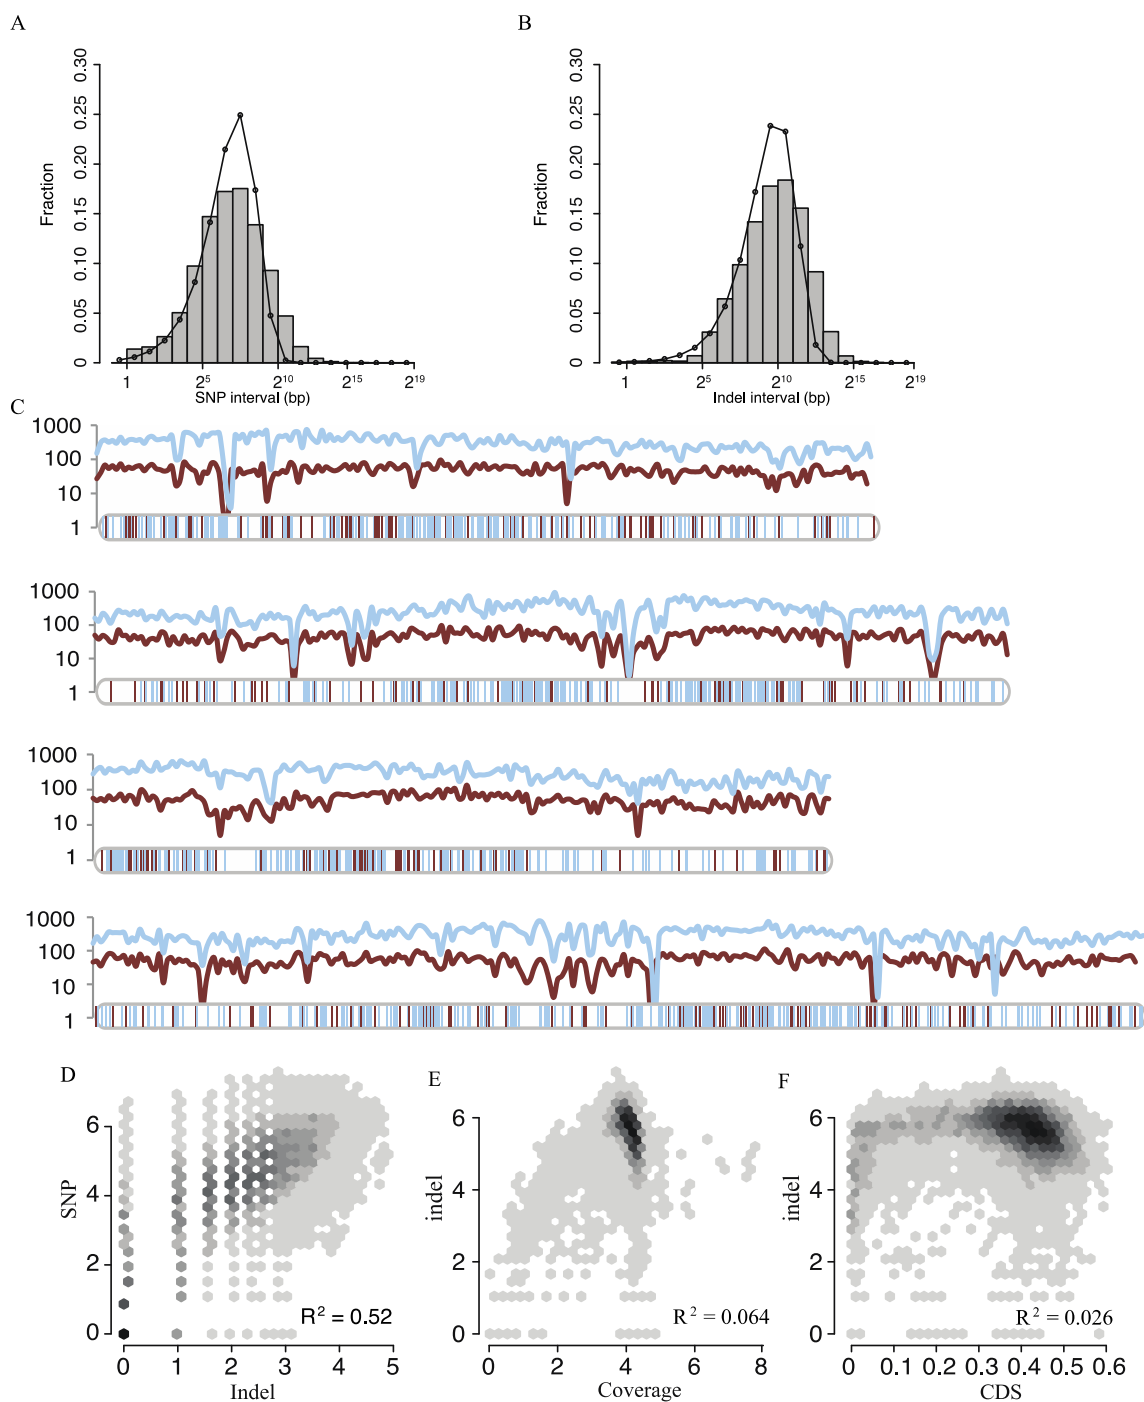 A
B
0.30
0.25
0.20
0.15
0.10
0.05
0
Fraction
1
2⁵
2¹⁰
2¹⁵
2¹⁹
SNP interval (bp)
0.30
0.25
0.20
0.15
0.10
0.05
0
Fraction
1
2⁵
2¹⁰
2¹⁵
2¹⁹
Indel interval (bp)
C
1000
100
10
1
1000
100
10
1
1000
100
10
1
1000
100
10
1
D
6
4
2
0
SNP
R² = 0.52
0 1 2 3 4 5
Indel
E
6
4
2
0
indel
R² = 0.064
0 2 4 6 8
Coverage
F
6
4
2
0
indel
R² = 0.026
0 0.1 0.2 0.3 0.4 0.5 0.6
CDS